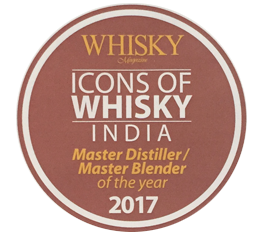 WHISKY
Magazine
ICONS OF
WHISKY
INDIA
Master Distiller/
Master Blender
of the year
2017